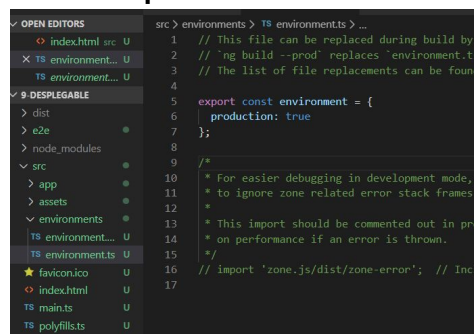 OPEN EDITORS
index.html src U
TS environment... U
TS environment.... U
9-DESPLEGABLE
dist
e2e
node_modules
src
app
assets
environments
TS environment.... U
TS environment.ts U
favicon.ico U
index.html U
TS main.ts U
TS polyfills.ts U
src > environments > TS environment.ts > ...
1 // This file can be replaced during build by
2 // `ng build --prod` replaces `environment.t
3 // The list of file replacements can be foun
4
5 export const environment = {
6 production: true
7 };
8
9 /*
10 * For easier debugging in development mode,
11 * to ignore zone related error stack frames
12 *
13 * This import should be commented out in pr
14 * on performance if an error is thrown.
15 */
16 // import 'zone.js/dist/zone-error'; // Inc
17